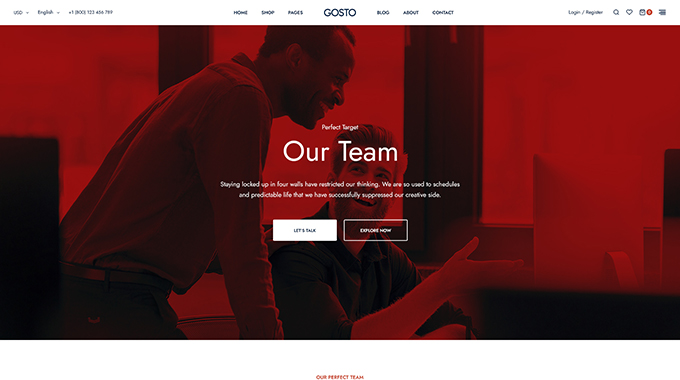 USD English +1 (800) 123 456 789 HOME SHOP PAGES GOSTO BLOG ABOUT CONTACT Login / Register 0
Perfect Target
Our Team
Staying locked up in four walls have restricted our thinking. We are so used to schedules
and predictable life that we have successfully suppressed our creative side.
LET'S TALK EXPLORE NOW
OUR PERFECT TEAM